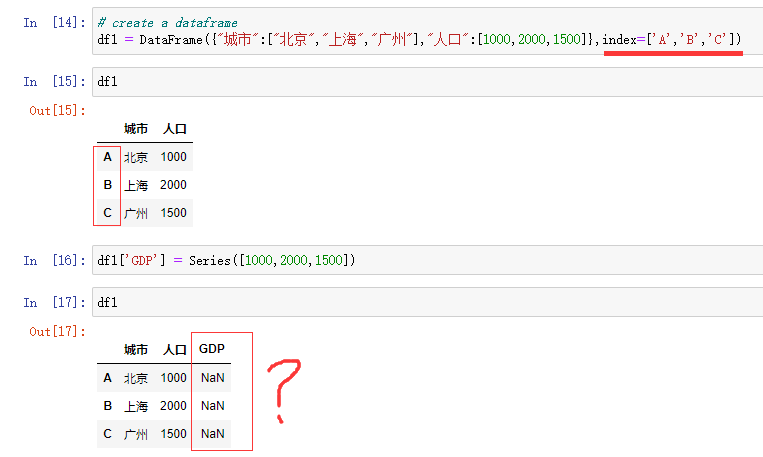 In [14]: # create a dataframe
df1 = DataFrame({"城市":["北京","上海","广州"],"人口":[1000,2000,1500]},index=['A','B','C'])
In [15]: df1
Out[15]:
城市 人口
A 北京 1000
B 上海 2000
C 广州 1500
In [16]: df1['GDP'] = Series([1000,2000,1500])
In [17]: df1
Out[17]:
城市 人口 GDP
A 北京 1000 NaN
B 上海 2000 NaN
C 广州 1500 NaN
?